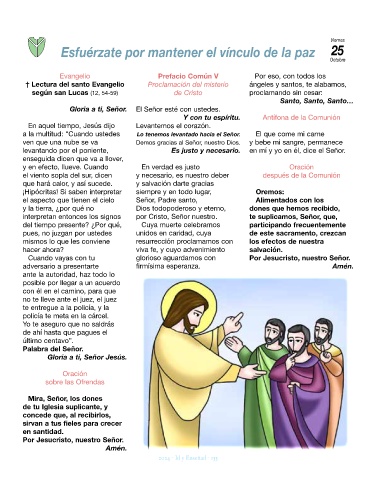 Viernes
25
Octubre
Esfuérzate por mantener el vínculo de la paz
Evangelio
† Lectura del santo Evangelio
según san Lucas (12, 54-59)
Gloria a ti, Señor.
En aquel tiempo, Jesús dijo
a la multitud: "Cuando ustedes
ven que una nube se va
levantando por el poniente,
enseguida dicen que va a llover,
y en efecto, llueve. Cuando
el viento sopla del sur, dicen
que hará calor, y así sucede.
¡Hipócritas! Si saben interpretar
el aspecto que tienen el cielo
y la tierra, ¿por qué no
interpretan entonces los signos
del tiempo presente? ¿Por qué,
pues, no juzgan por ustedes
mismos lo que les conviene
hacer ahora?
Cuando vayas con tu
adversario a presentarte
ante la autoridad, haz todo lo
posible por llegar a un acuerdo
con él en el camino, para que
no te lleve ante el juez, el juez
te entregue a la policía, y la
policía te meta en la cárcel.
Yo te aseguro que no saldrás
de ahí hasta que pagues el
último centavo".
Palabra del Señor.
Gloria a ti, Señor Jesús.
Oración
sobre las Ofrendas
Mira, Señor, los dones
de tu Iglesia suplicante, y
concede que, al recibirlos,
sirvan a tus fieles para crecer
en santidad.
Por Jesucristo, nuestro Señor.
Amén.
Prefacio Común V
Proclamación del misterio
de Cristo
El Señor esté con ustedes.
Y con tu espíritu.
Levantemos el corazón.
Lo tenemos levantado hacia el Señor.
Demos gracias al Señor, nuestro Dios.
Es justo y necesario.
En verdad es justo
y necesario, es nuestro deber
y salvación darte gracias
siempre y en todo lugar,
Señor, Padre santo,
Dios todopoderoso y eterno,
por Cristo, Señor nuestro.
Cuya muerte celebramos
unidos en caridad, cuya
resurrección proclamamos con
viva fe, y cuyo advenimiento
glorioso aguardamos con
firmísima esperanza.
Por eso, con todos los
ángeles y santos, te alabamos,
proclamando sin cesar:
Santo, Santo, Santo…
Antífona de la Comunión
El que come mi carne
y bebe mi sangre, permanece
en mí y yo en él, dice el Señor.
Oración
después de la Comunión
Oremos:
Alimentados con los
dones que hemos recibido,
te suplicamos, Señor, que,
participando frecuentemente
de este sacramento, crezcan
los efectos de nuestra
salvación.
Por Jesucristo, nuestro Señor.
Amén.